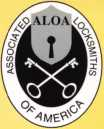 ALOA
ASSOCIATED LOCKSMITHS
OF AMERICA